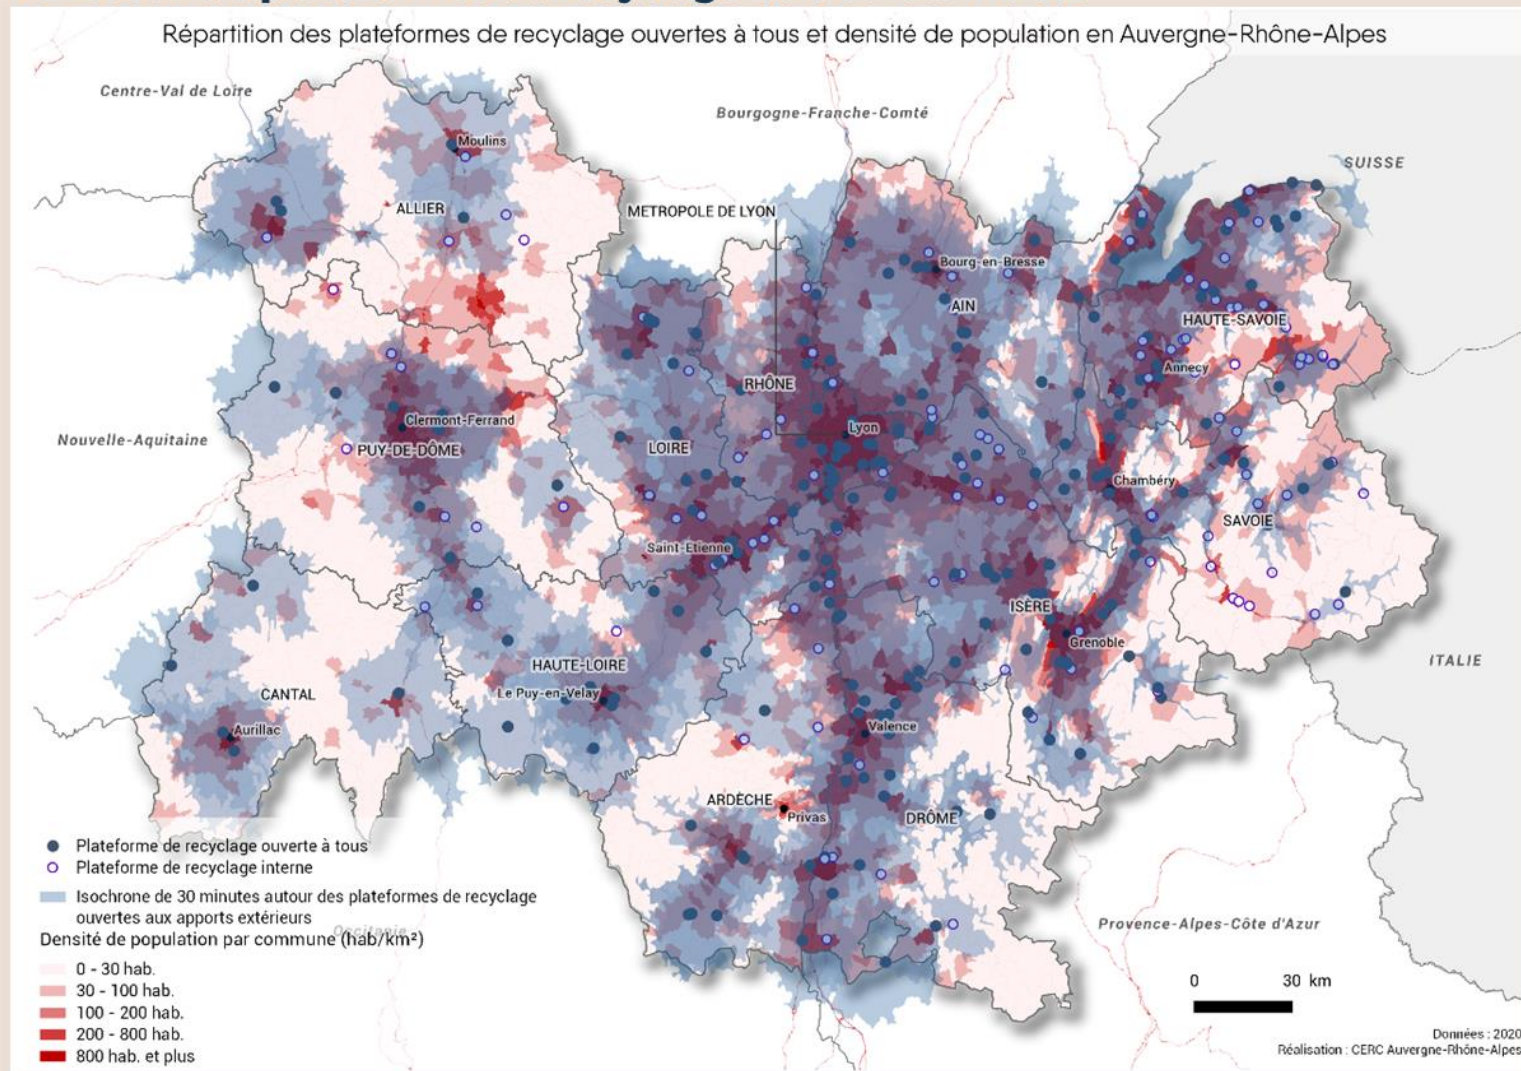 Répartition des plateformes de recyclage ouvertes à tous et densité de population en Auvergne-Rhône-Alpes
Centre-Val de Loire
Bourgogne-Franche-Comté
SUISSE
Moulins
ALLIER
METROPOLE DE LYON
Bourg-en-Bresse
AIN
HAUTE-SAVOIE
Annecy
RHÔNE
Clermont-Ferrand
Lyon
Nouvelle-Aquitaine
PUY-DE-DÔME
LOIRE
Chambéry
SAVOIE
Saint-Etienne
ISÈRE
Grenoble
HAUTE-LOIRE
ITALIE
CANTAL
Le Puy-en-Velay
Aurillac
Valence
ARDÈCHE
Privas
DRÔME
Plateforme de recyclage ouverte à tous
Plateforme de recyclage interne
Isochrone de 30 minutes autour des plateformes de recyclage
ouvertes aux apports extérieurs
Occitanie
Provence-Alpes-Côte d'Azur
Densité de population par commune (hab/km²)
0 - 30 hab.
30 - 100 hab.
100 - 200 hab.
200 - 800 hab.
800 hab. et plus
0 30 km
Données : 2020
Réalisation : CERC Auvergne-Rhône-Alpes